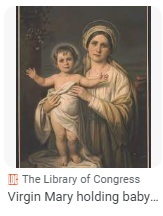 The Library of Congress
Virgin Mary holding baby...